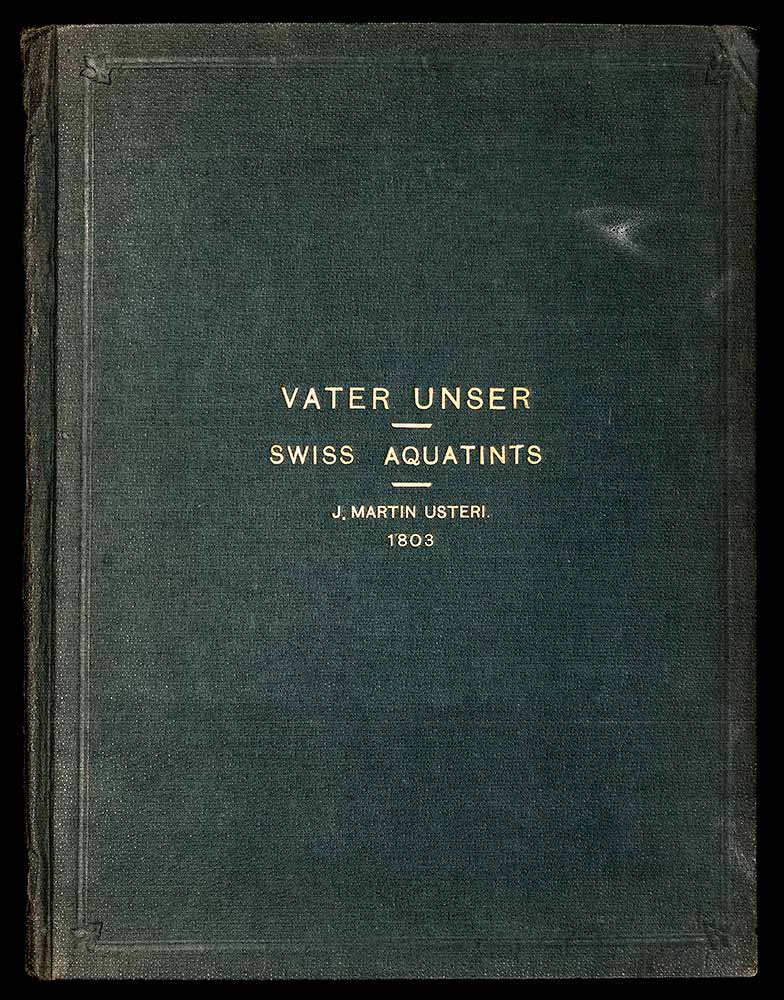 VATER UNSER
SWISS AQUATINTS
J. MARTIN USTERI.
1803